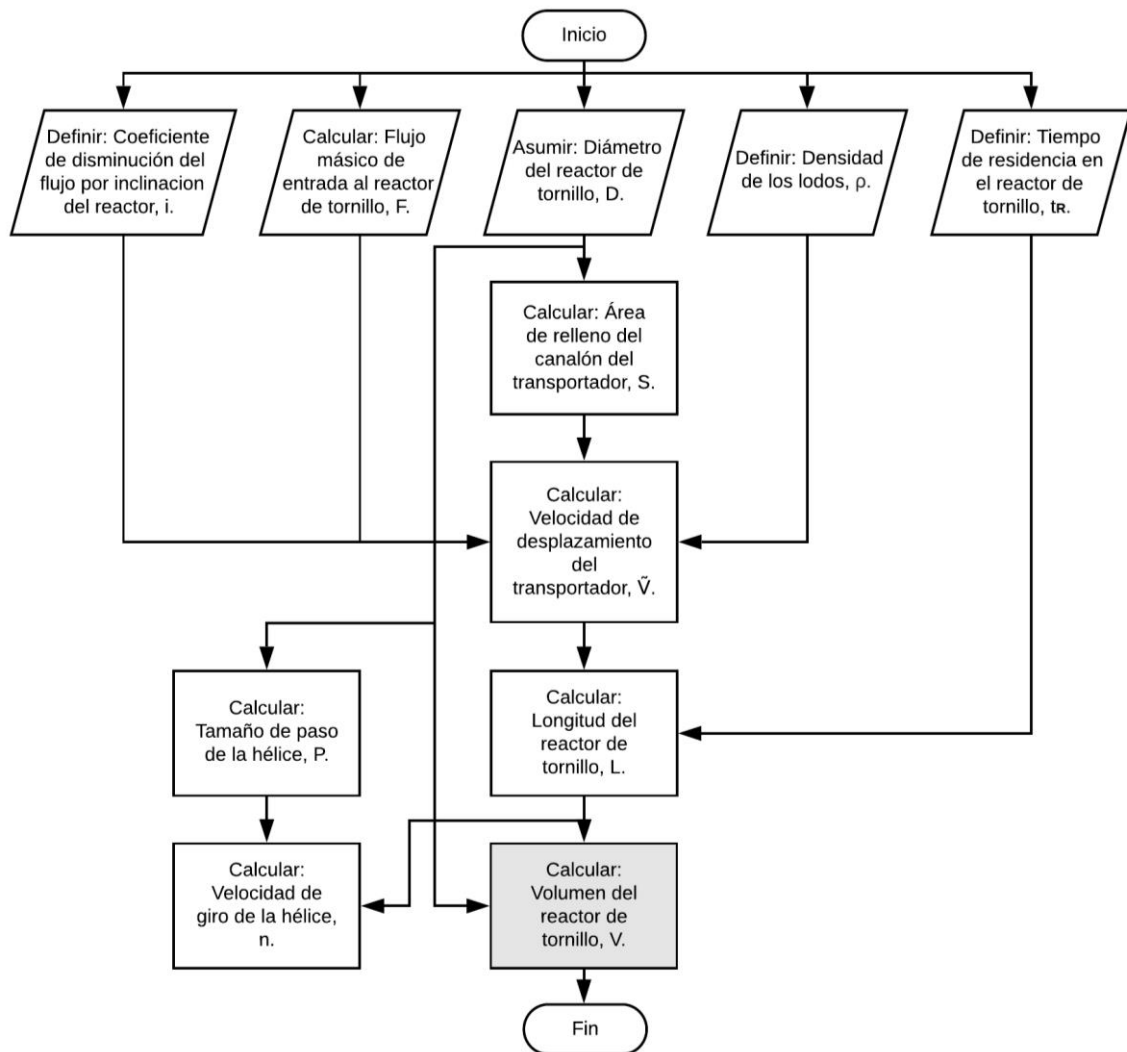 Inicio
Definir: Coeficiente
de disminución del
flujo por inclinacion
del reactor, i.
Calcular: Flujo
másico de
entrada al reactor
de tornillo, F.
Asumir: Diámetro
del reactor de
tornillo, D.
Definir: Densidad
de los lodos, ρ.
Definir: Tiempo
de residencia en
el reactor de
tornillo, tʀ.
Calcular: Área
de relleno del
canalón del
transportador, S.
Calcular:
Velocidad de
desplazamiento
del
transportador, Ṽ.
Calcular:
Tamaño de paso
de la hélice, P.
Calcular:
Longitud del
reactor de
tornillo, L.
Calcular:
Velocidad de
giro de la hélice,
n.
Calcular:
Volumen del
reactor de
tornillo, V.
Fin